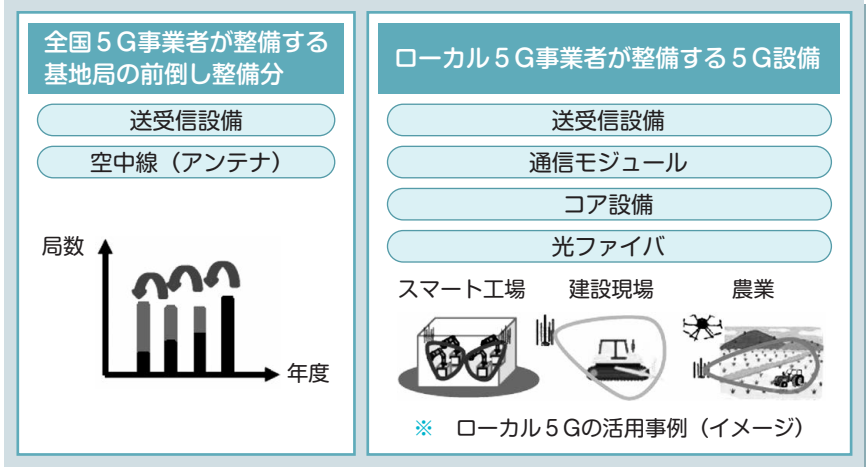 全国５G事業者が整備する
基地局の前倒し整備分
送受信設備
空中線（アンテナ）
局数
年度
ローカル５G事業者が整備する５G設備
送受信設備
通信モジュール
コア設備
光ファイバ
スマート工場　建設現場　農業
※　ローカル５Gの活用事例（イメージ）